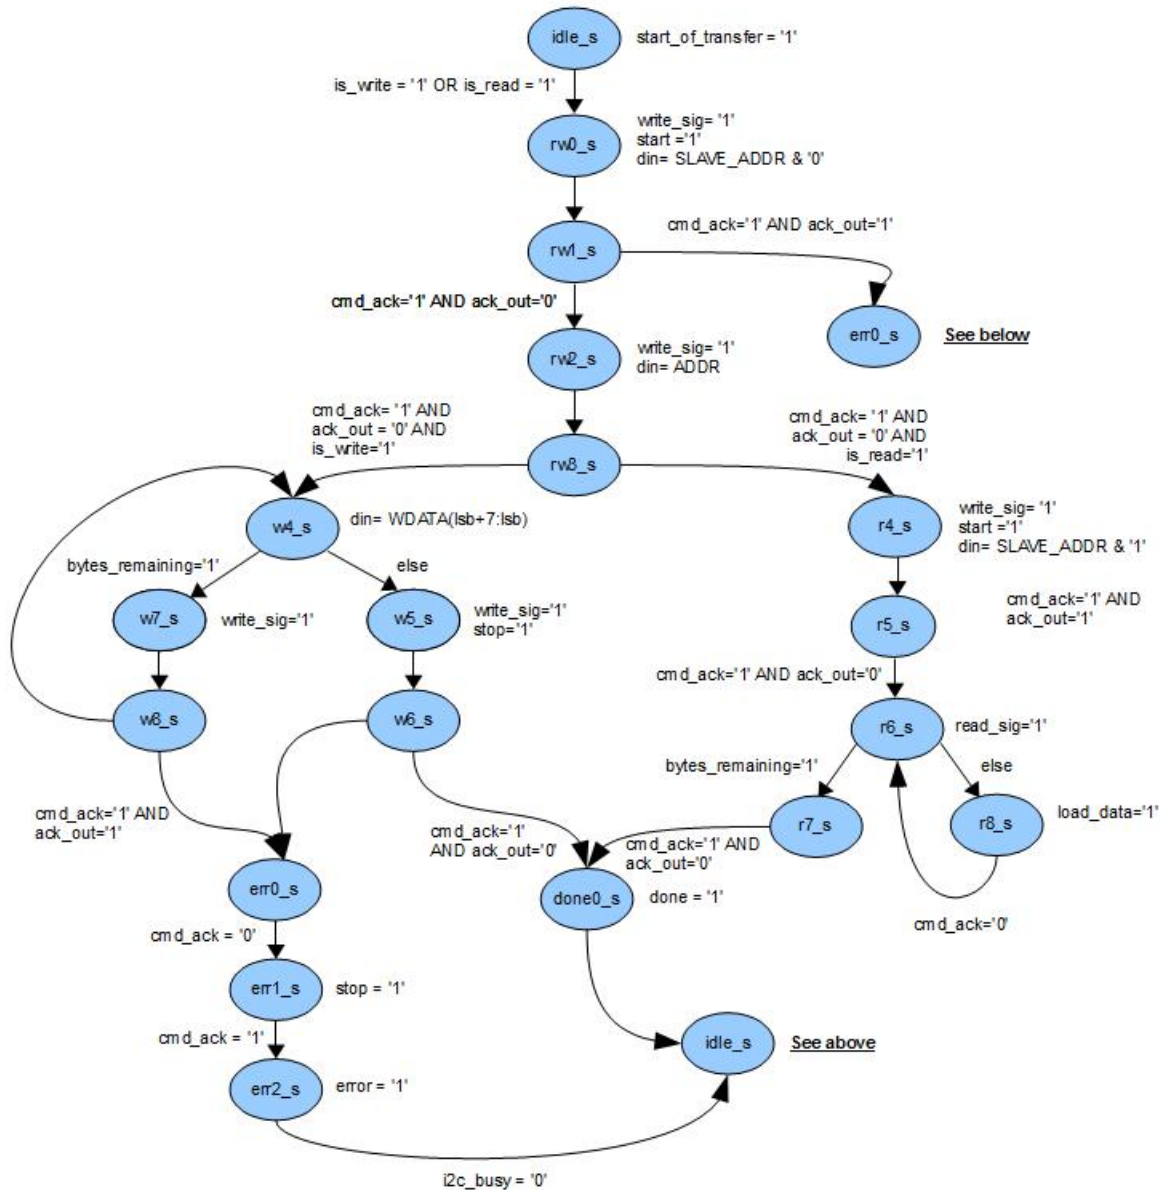 idle_s
start_of_transfer = '1'
is_write = '1' OR is_read = '1'
rw0_s
write_sig= '1'
start ='1'
din= SLAVE_ADDR & '0'
rw1_s
cmd_ack='1' AND ack_out='1'
cmd_ack='1' AND ack_out='0'
err0_s
See below
rw2_s
write_sig= '1'
din= ADDR
cmd_ack= '1' AND
ack_out = '0' AND
is_write='1'
cmd_ack= '1' AND
ack_out = '0' AND
is_read='1'
rw3_s
w4_s
din= WDATA(lsb+7:lsb)
r4_s
write_sig= '1'
start ='1'
din= SLAVE_ADDR & '1'
bytes_remaining='1'
else
w7_s
write_sig='1'
w5_s
write_sig='1'
stop='1'
r5_s
cmd_ack='1' AND
ack_out='1'
cmd_ack='1' AND ack_out='0'
w8_s
w6_s
r6_s
read_sig='1'
bytes_remaining='1'
else
r7_s
r8_s
load_data='1'
cmd_ack='1' AND
ack_out='1'
cmd_ack='1'
AND ack_out='0'
cmd_ack='1' AND
ack_out='0'
cmd_ack='0'
err0_s
done0_s
done = '1'
cmd_ack = '0'
err1_s
stop = '1'
cmd_ack = '1'
idle_s
See above
err2_s
error = '1'
i2c_busy = '0'